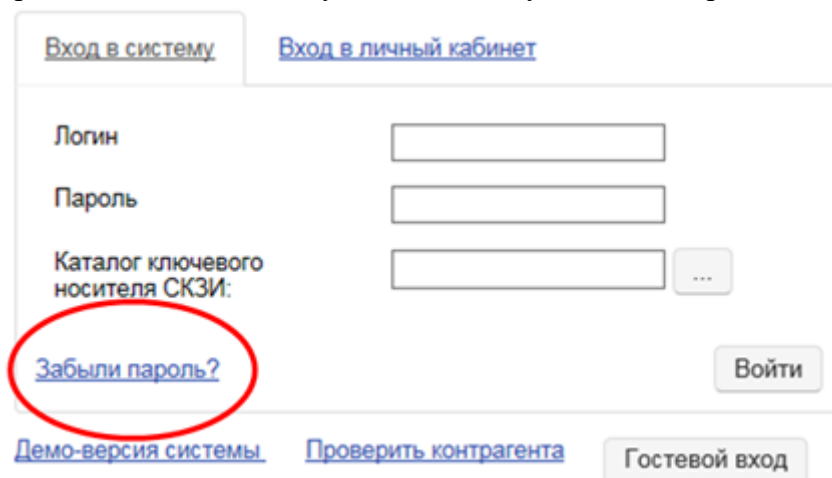 Вход в систему Вход в личный кабинет
Логин
Пароль
Каталог ключевого
носителя СКЗИ:
...
Забыли пароль? Войти
Демо-версия системы Проверить контрагента Гостевой вход